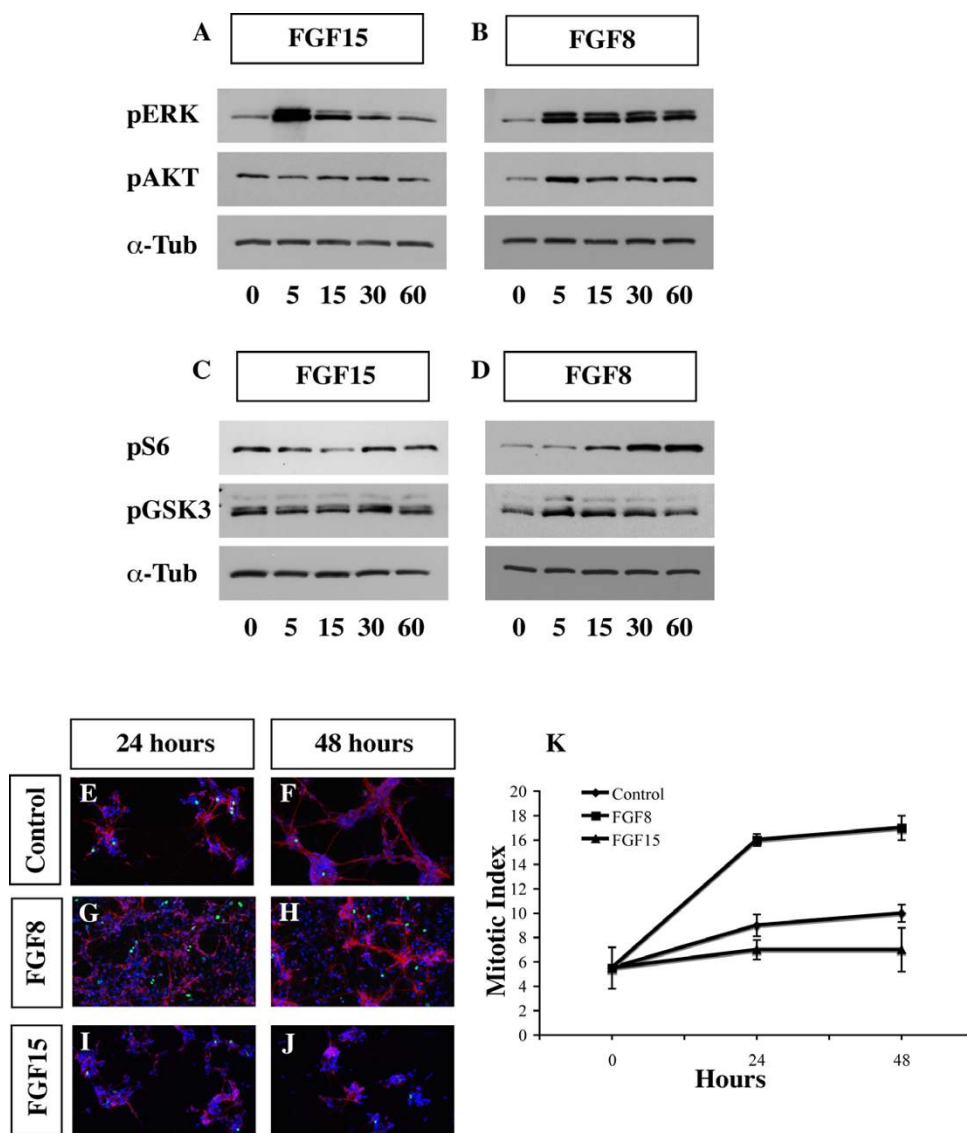 A FGF15 B FGF8
pERK
pAKT
α-Tub
0 5 15 30 60 0 5 15 30 60
C FGF15 D FGF8
pS6
pGSK3
α-Tub
0 5 15 30 60 0 5 15 30 60
24 hours 48 hours
Control
E F
FGF8
G H
FGF15
I J
K
Control
FGF8
FGF15
Mitotic Index
20
18
16
14
12
10
8
6
4
2
0
0 24 48
Hours